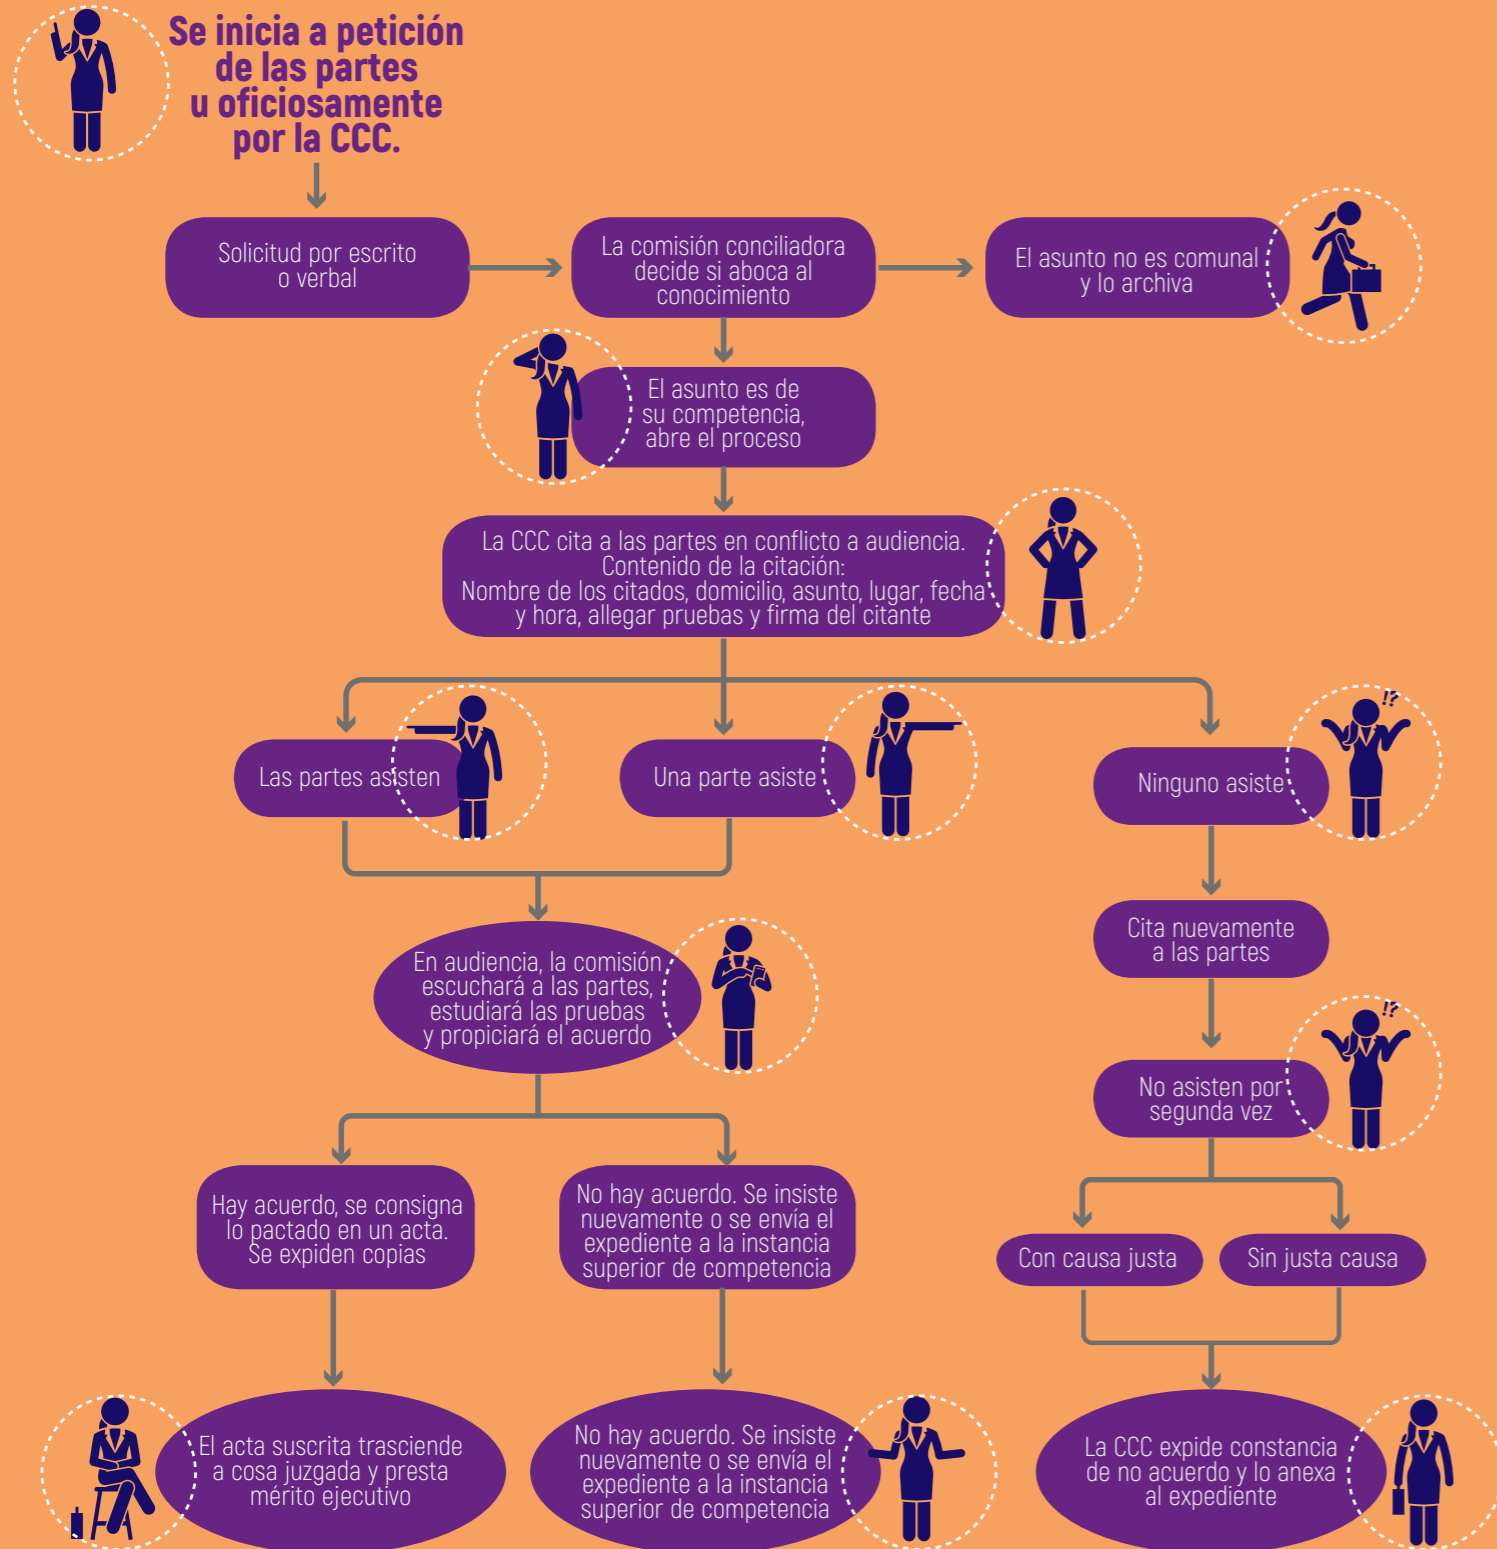 Se inicia a petición
de las partes
u oficiosamente
por la CCC.
Solicitud por escrito
o verbal
La comisión conciliadora
decide si aboca al
conocimiento
El asunto no es comunal
y lo archiva
El asunto es de
su competencia,
abre el proceso
La CCC cita a las partes en conflicto a audiencia.
Contenido de la citación:
Nombre de los citados, domicilio, asunto, lugar, fecha
y hora, allegar pruebas y firma del citante
Las partes asisten
Una parte asiste
!?
Ninguno asiste
Cita nuevamente
a las partes
!?
No asisten por
segunda vez
En audiencia, la comisión
escuchará a las partes,
estudiará las pruebas
y propiciará el acuerdo
Hay acuerdo, se consigna
lo pactado en un acta.
Se expiden copias
No hay acuerdo. Se insiste
nuevamente o se envía el
expediente a la instancia
superior de competencia
Con causa justa
Sin justa causa
El acta suscrita trasciende
a cosa juzgada y presta
mérito ejecutivo
No hay acuerdo. Se insiste
nuevamente o se envía el
expediente a la instancia
superior de competencia
La CCC expide constancia
de no acuerdo y lo anexa
al expediente